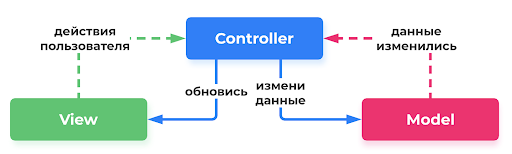 действия
пользователя
Controller
данные
изменились
обновись
измени
данные
View
Model